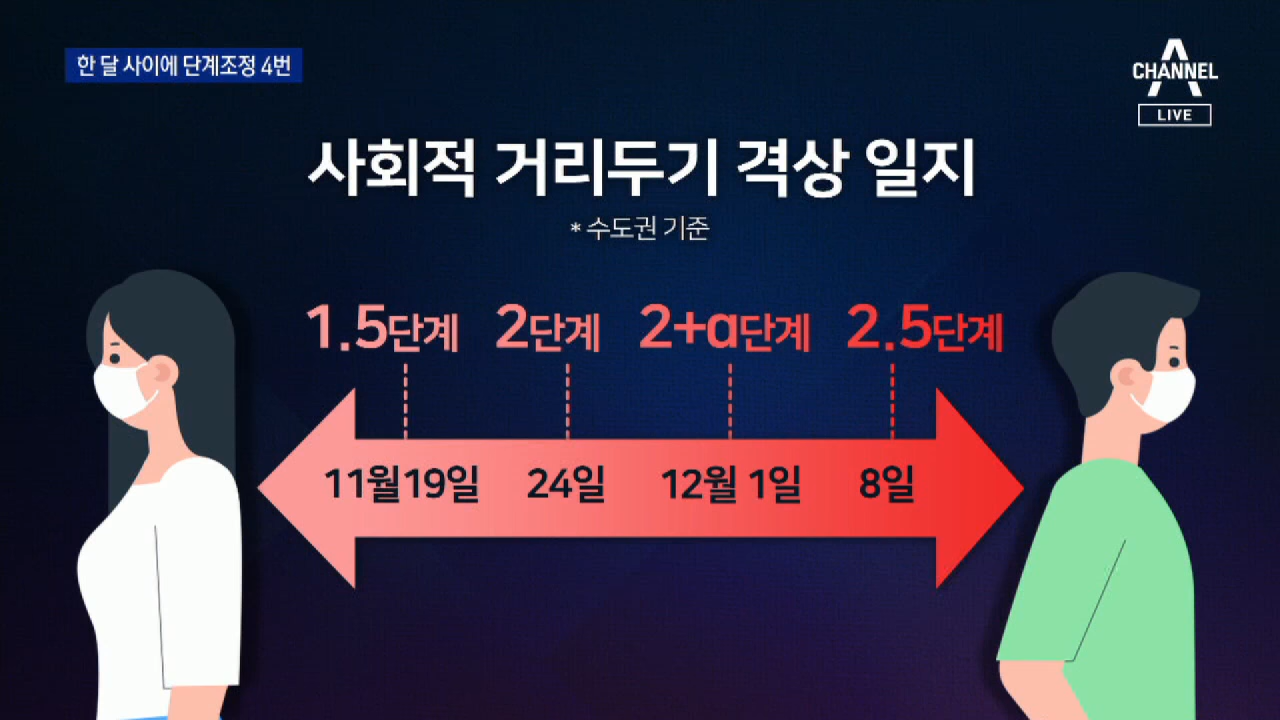 한 달 사이에 단계조정 4번
CHANNEL A
LIVE
사회적 거리두기 격상 일지
* 수도권 기준
1.5단계 2단계 2+α단계 2.5단계
11월19일 24일 12월 1일 8일